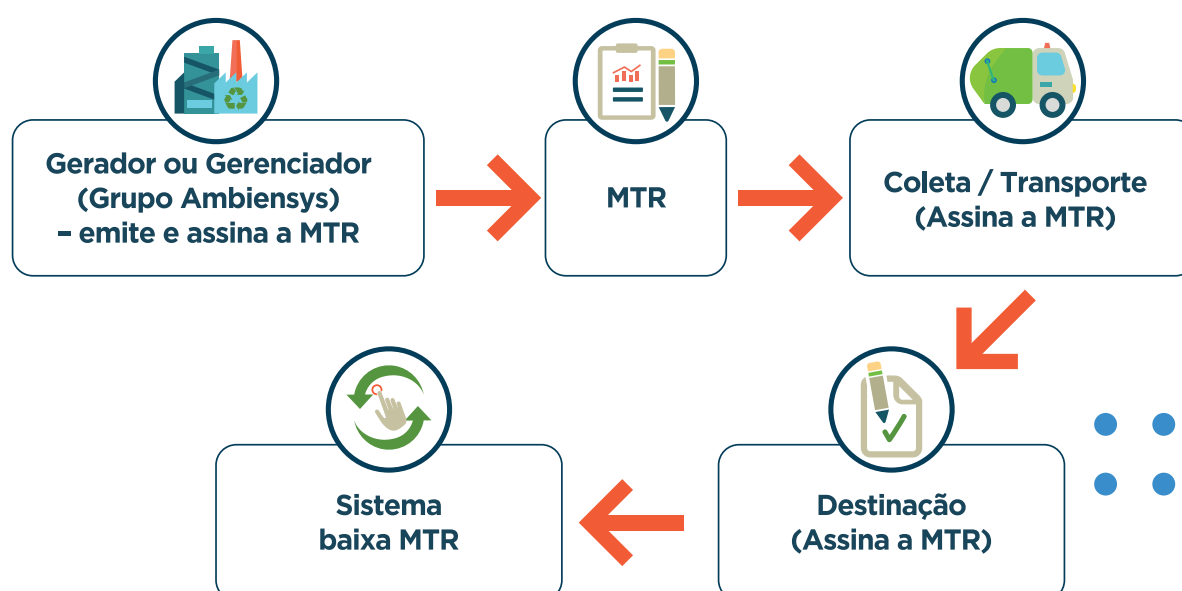 Gerador ou Gerenciador
(Grupo Ambiensys)
– emite e assina a MTR
MTR
Coleta / Transporte
(Assina a MTR)
Destinação
(Assina a MTR)
Sistema
baixa MTR